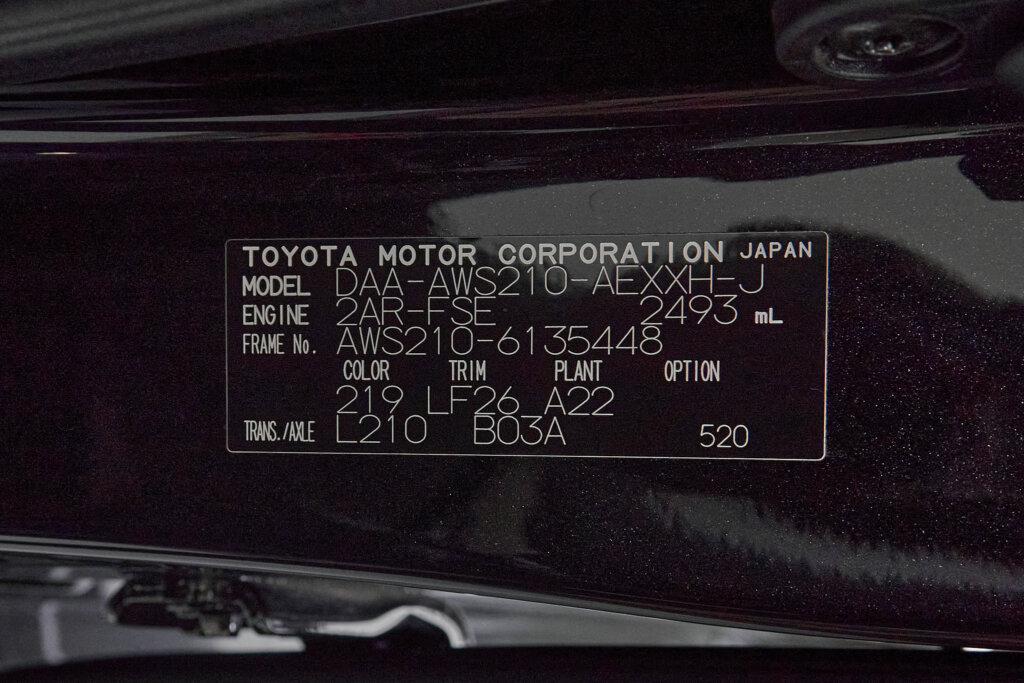 TOYOTA MOTOR CORPORATION JAPAN
MODEL DAA-AWS210-AEXXH-J
ENGINE 2AR-FSE 2493 mL
FRAME No. AWS210-6135448
COLOR TRIM PLANT OPTION
219 LF26 A22
TRANS./AXLE L210 B03A 520